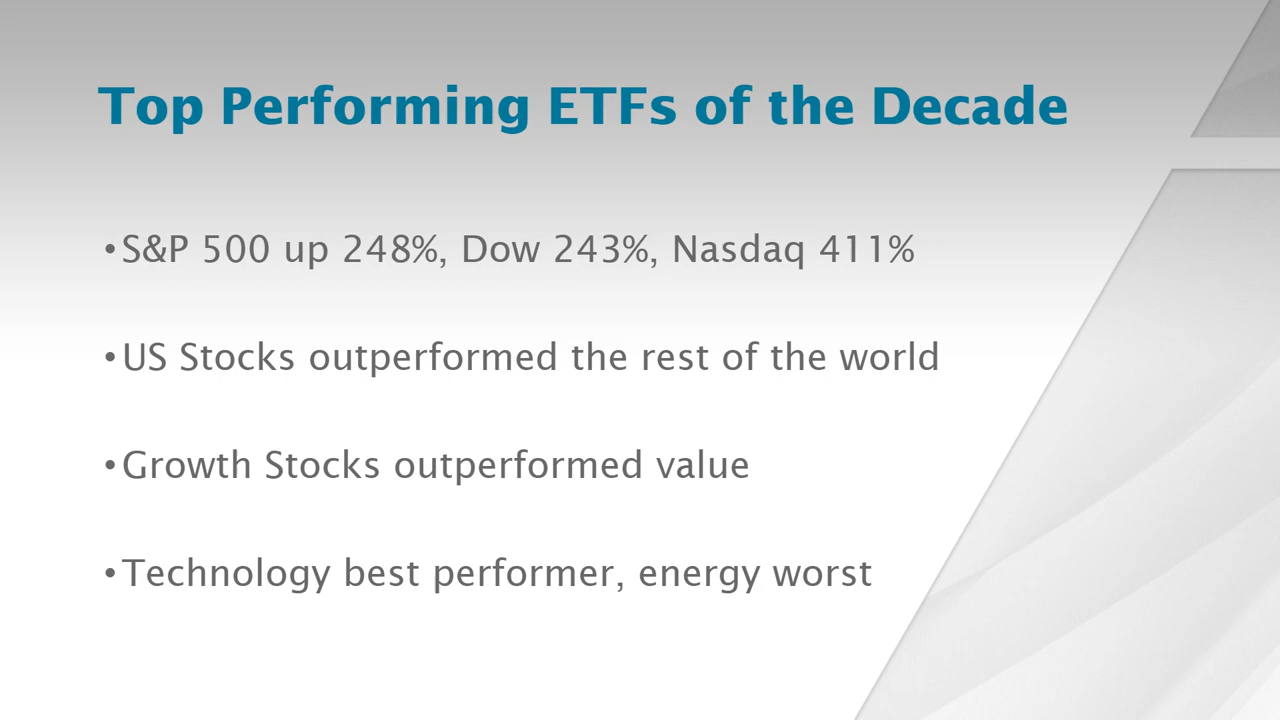 Top Performing ETFs of the Decade
•S&P 500 up 248%, Dow 243%, Nasdaq 411%
•US Stocks outperformed the rest of the world
•Growth Stocks outperformed value
•Technology best performer, energy worst